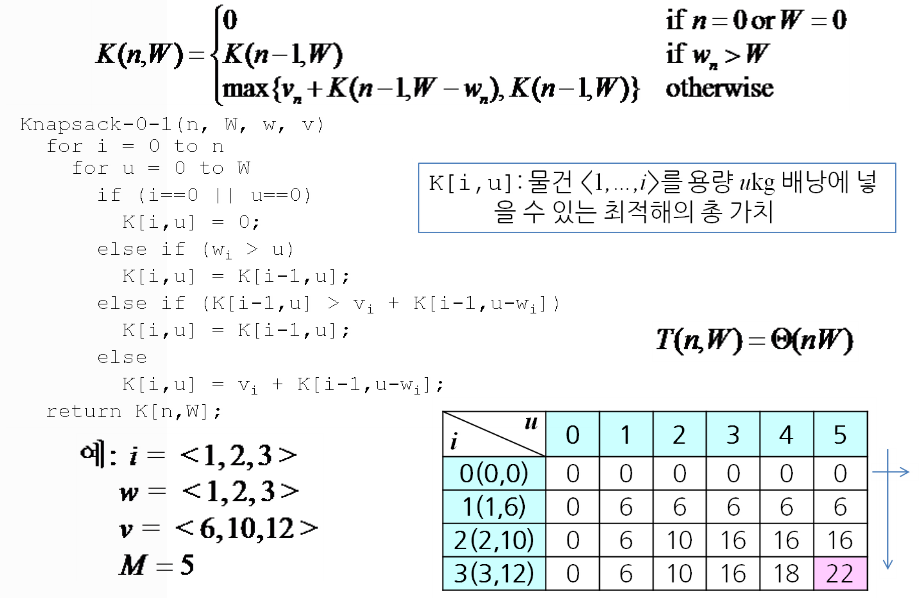 K(n,W) = { 0 if n = 0 or W = 0
K(n−1,W) if wₙ > W
max{vₙ + K(n−1,W − wₙ), K(n−1,W)} otherwise
Knapsack-0-1(n, W, w, v)
for i = 0 to n
for u = 0 to W
if (i==0 || u==0)
K[i,u] = 0;
else if (wᵢ > u)
K[i,u] = K[i-1,u];
else if (K[i-1,u] > vᵢ + K[i-1,u-wᵢ])
K[i,u] = K[i-1,u];
else
K[i,u] = vᵢ + K[i-1,u-wᵢ];
return K[n,W];
K[i,u]: 물건 〈1,...,i〉를 용량 ukg 배낭에 넣
을 수 있는 최적해의 총 가치
T(n,W) = Θ(nW)
예: i = <1,2,3>
w = <1,2,3>
v = <6,10,12>
M = 5
i u 0 1 2 3 4 5
0(0,0) 0 0 0 0 0 0
1(1,6) 0 6 6 6 6 6
2(2,10) 0 6 10 16 16 16
3(3,12) 0 6 10 16 18 22